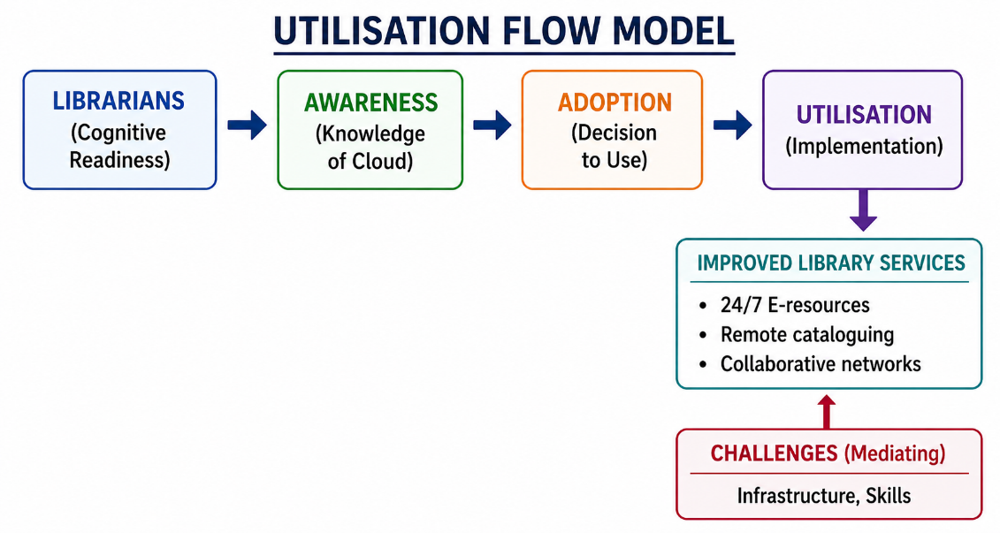 UTILISATION FLOW MODEL
LIBRARIANS
(Cognitive
Readiness)
AWARENESS
(Knowledge
of Cloud)
ADOPTION
(Decision
to Use)
UTILISATION
(Implementation)
IMPROVED LIBRARY SERVICES
• 24/7 E-resources
• Remote cataloguing
• Collaborative networks
CHALLENGES (Mediating)
Infrastructure, Skills